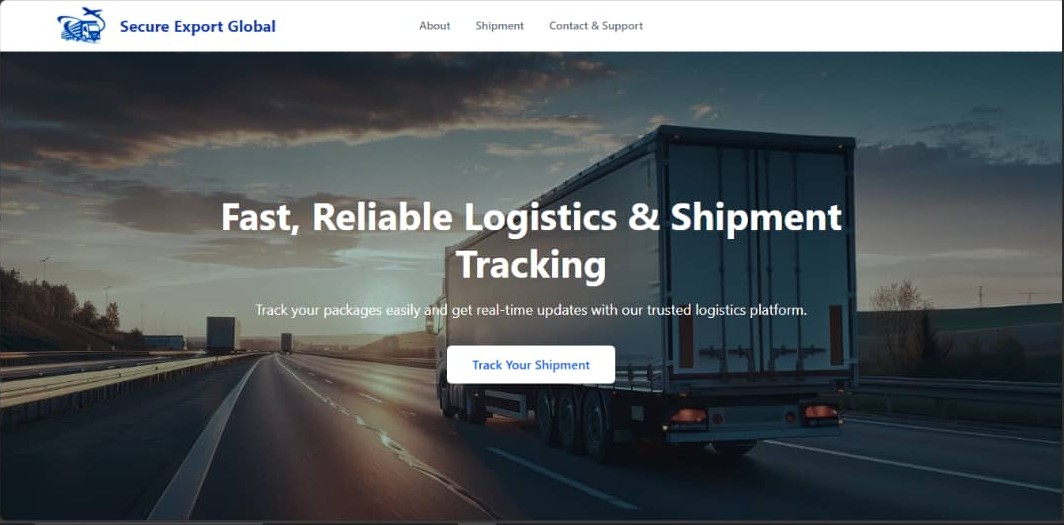 Secure Export Global
About
Shipment
Contact & Support
Fast, Reliable Logistics & Shipment
Tracking
Track your packages easily and get real-time updates with our trusted logistics platform.
Track Your Shipment